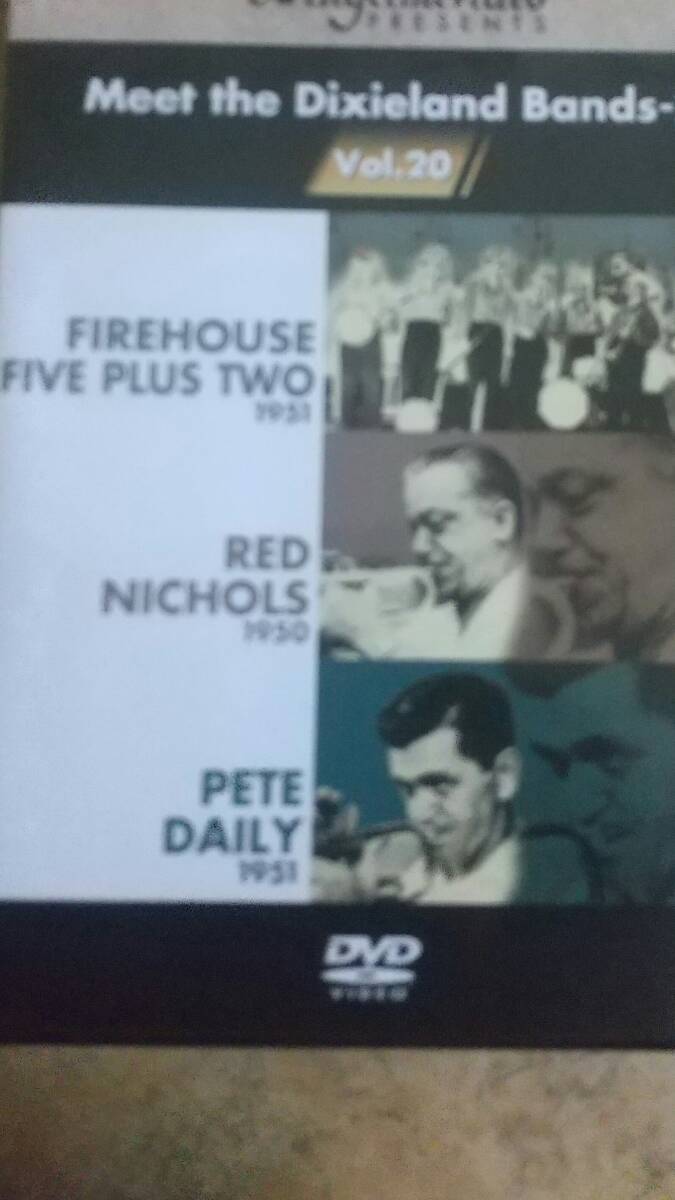 PRESENTS
Meet the Dixieland Bands-
Vol.20
FIREHOUSE
FIVE PLUS TWO
1951
RED
NICHOLS
1950
PETE
DAILY
1951
DVD
VIDEO